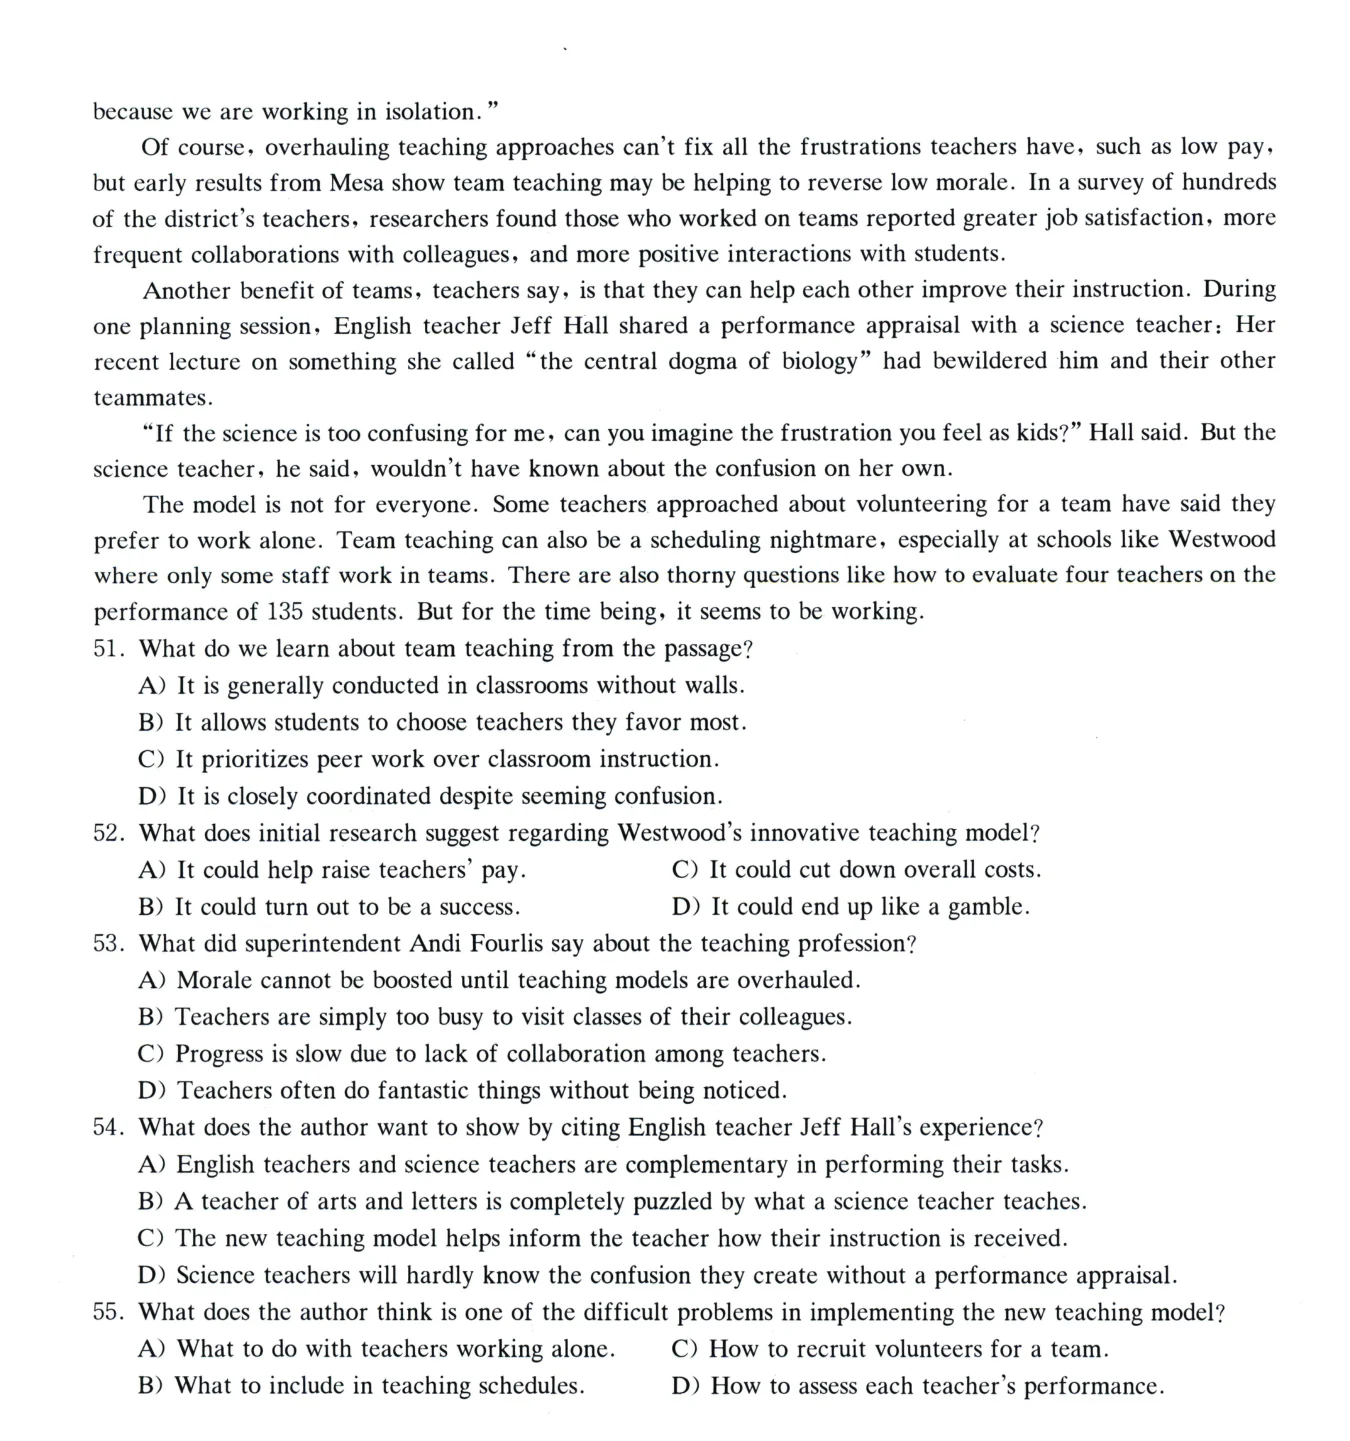 because we are working in isolation.”
Of course, overhauling teaching approaches can’t fix all the frustrations teachers have, such as low pay,
but early results from Mesa show team teaching may be helping to reverse low morale. In a survey of hundreds
of the district’s teachers, researchers found those who worked on teams reported greater job satisfaction, more
frequent collaborations with colleagues, and more positive interactions with students.
Another benefit of teams, teachers say, is that they can help each other improve their instruction. During
one planning session, English teacher Jeff Hall shared a performance appraisal with a science teacher: Her
recent lecture on something she called “the central dogma of biology” had bewildered him and their other
teammates.
“If the science is too confusing for me, can you imagine the frustration you feel as kids?” Hall said. But the
science teacher, he said, wouldn’t have known about the confusion on her own.
The model is not for everyone. Some teachers approached about volunteering for a team have said they
prefer to work alone. Team teaching can also be a scheduling nightmare, especially at schools like Westwood
where only some staff work in teams. There are also thorny questions like how to evaluate four teachers on the
performance of 135 students. But for the time being, it seems to be working.
51. What do we learn about team teaching from the passage?
A) It is generally conducted in classrooms without walls.
B) It allows students to choose teachers they favor most.
C) It prioritizes peer work over classroom instruction.
D) It is closely coordinated despite seeming confusion.
52. What does initial research suggest regarding Westwood’s innovative teaching model?
A) It could help raise teachers’ pay. C) It could cut down overall costs.
B) It could turn out to be a success. D) It could end up like a gamble.
53. What did superintendent Andi Fourlis say about the teaching profession?
A) Morale cannot be boosted until teaching models are overhauled.
B) Teachers are simply too busy to visit classes of their colleagues.
C) Progress is slow due to lack of collaboration among teachers.
D) Teachers often do fantastic things without being noticed.
54. What does the author want to show by citing English teacher Jeff Hall’s experience?
A) English teachers and science teachers are complementary in performing their tasks.
B) A teacher of arts and letters is completely puzzled by what a science teacher teaches.
C) The new teaching model helps inform the teacher how their instruction is received.
D) Science teachers will hardly know the confusion they create without a performance appraisal.
55. What does the author think is one of the difficult problems in implementing the new teaching model?
A) What to do with teachers working alone. C) How to recruit volunteers for a team.
B) What to include in teaching schedules. D) How to assess each teacher’s performance.